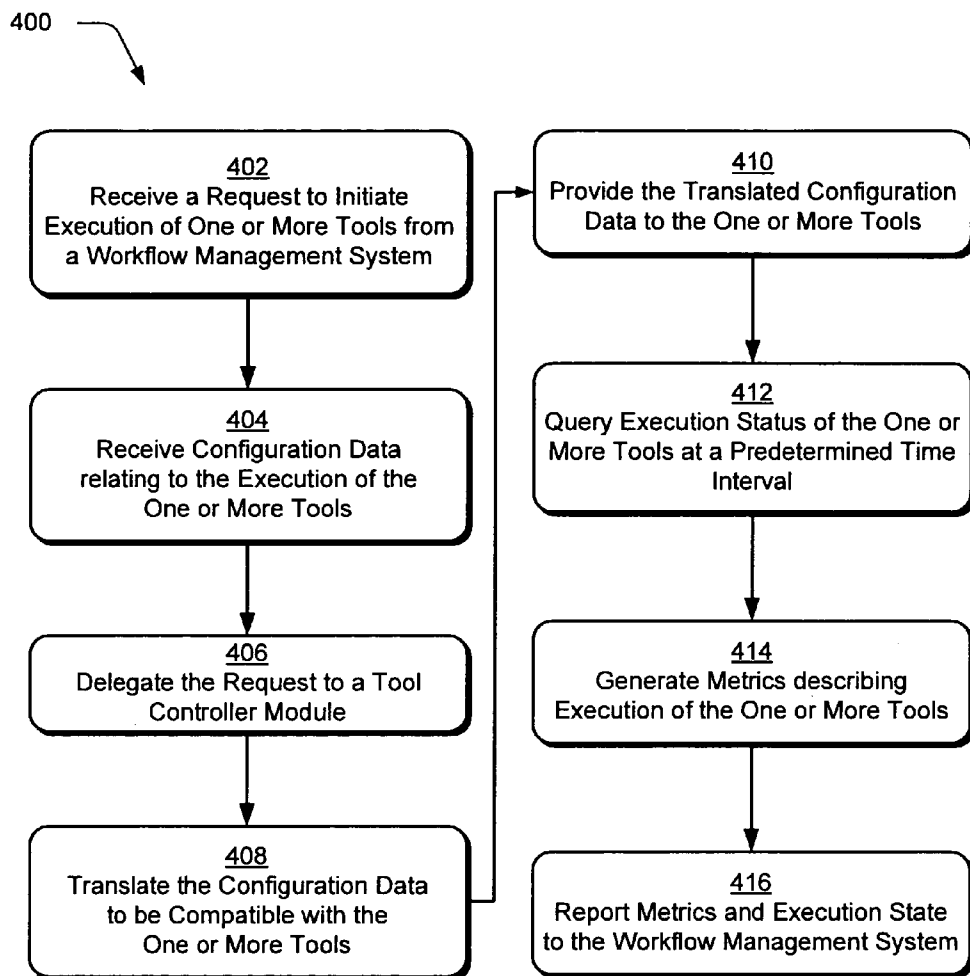 400
402
Receive a Request to Initiate
Execution of One or More Tools from
a Workflow Management System
404
Receive Configuration Data
relating to the Execution of the
One or More Tools
406
Delegate the Request to a Tool
Controller Module
408
Translate the Configuration Data
to be Compatible with the
One or More Tools
410
Provide the Translated Configuration
Data to the One or More Tools
412
Query Execution Status of the One or
More Tools at a Predetermined Time
Interval
414
Generate Metrics describing
Execution of the One or More Tools
416
Report Metrics and Execution State
to the Workflow Management System